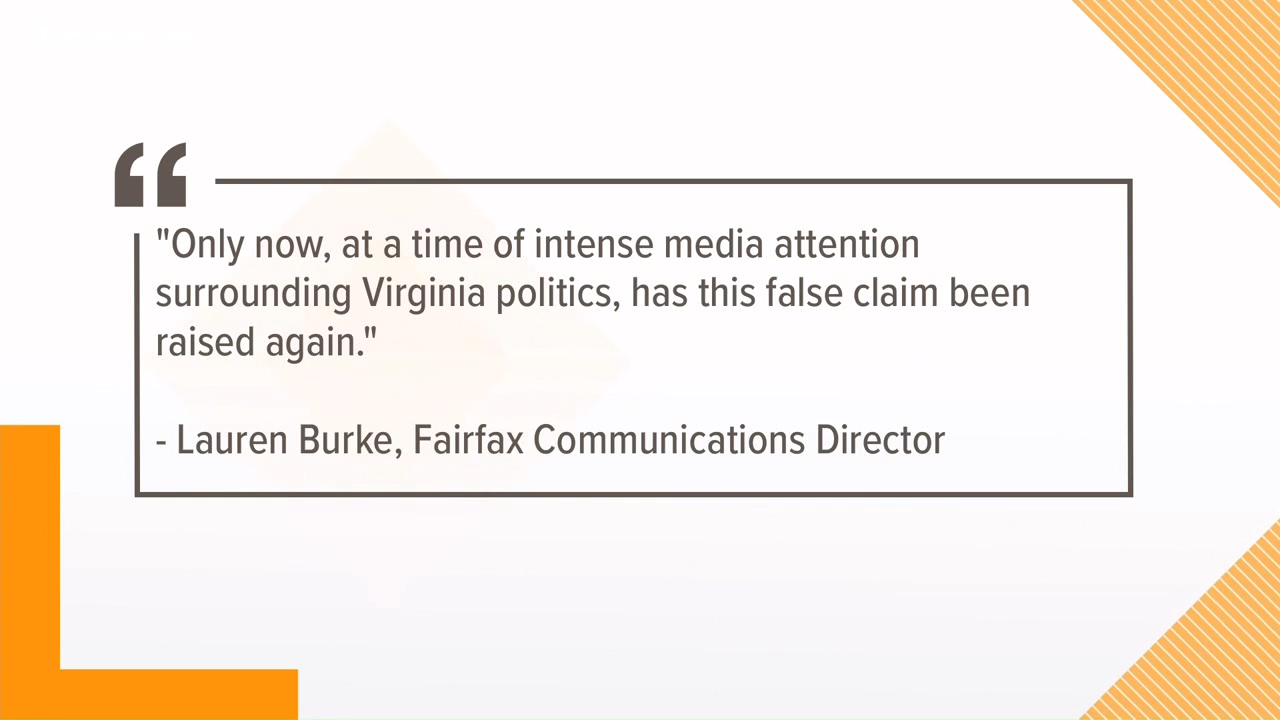 "Only now, at a time of intense media attention
surrounding Virginia politics, has this false claim been
raised again."
- Lauren Burke, Fairfax Communications Director